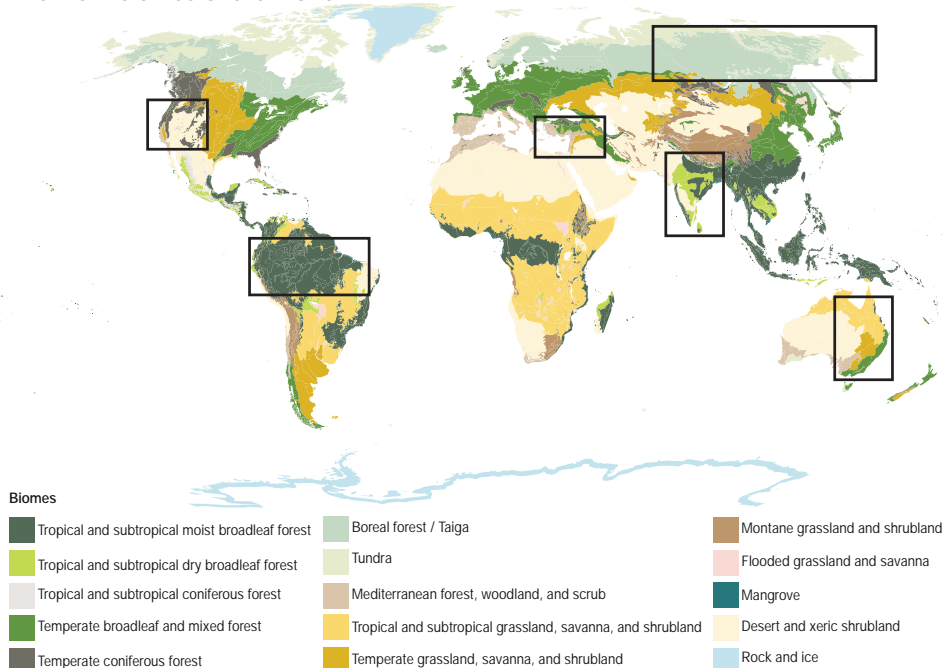 Biomes
Tropical and subtropical moist broadleaf forest
Tropical and subtropical dry broadleaf forest
Tropical and subtropical coniferous forest
Temperate broadleaf and mixed forest
Temperate coniferous forest
Boreal forest / Taiga
Tundra
Mediterranean forest, woodland, and scrub
Tropical and subtropical grassland, savanna, and shrubland
Temperate grassland, savanna, and shrubland
Montane grassland and shrubland
Flooded grassland and savanna
Mangrove
Desert and xeric shrubland
Rock and ice